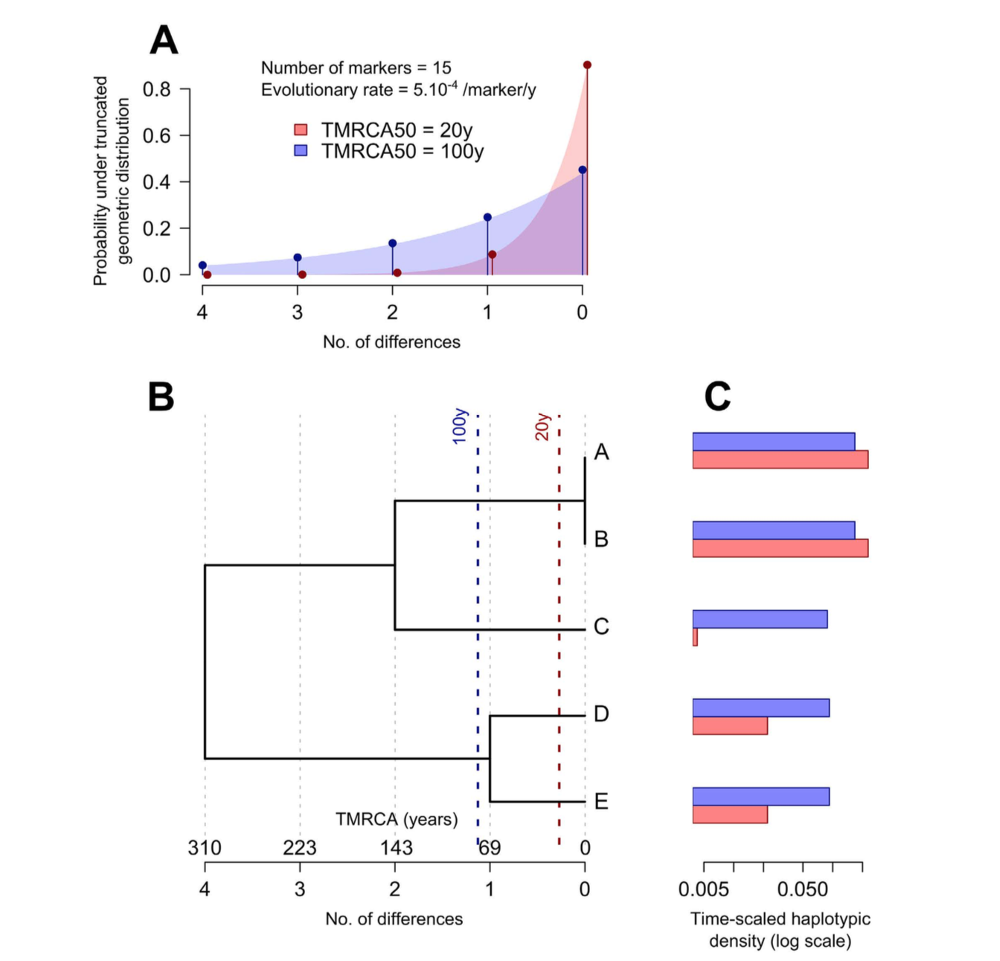 A
Number of markers = 15
Evolutionary rate = 5.10⁻⁴ /marker/y
TMRCA50 = 20y
TMRCA50 = 100y
Probability under truncated
geometric distribution
0.8
0.6
0.4
0.2
0.0
4 3 2 1 0
No. of differences
B
100y
20y
A
B
C
D
E
TMRCA (years)
310 223 143 69 0
4 3 2 1 0
No. of differences
C
0.005 0.050
Time-scaled haplotypic
density (log scale)